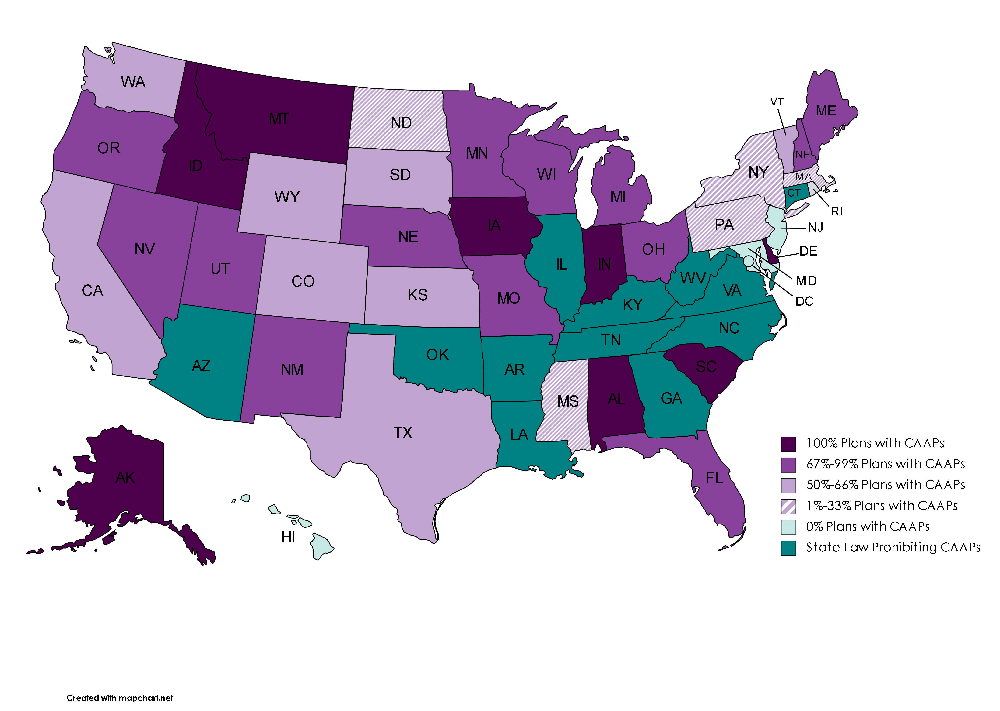 WA
MT
ND
MN
VT
ME
OR
ID
SD
WI
MI
NY
NH
MA
CT
RI
WY
IA
PA
NJ
NV
UT
NE
IL
IN
OH
DE
CA
CO
KS
MO
WV
VA
MD
DC
KY
NC
TN
AZ
NM
OK
AR
SC
MS
AL
GA
TX
LA
AK
FL
HI
100% Plans with CAAPs
67%-99% Plans with CAAPs
50%-66% Plans with CAAPs
1%-33% Plans with CAAPs
0% Plans with CAAPs
State Law Prohibiting CAAPs
Created with mapchart.net